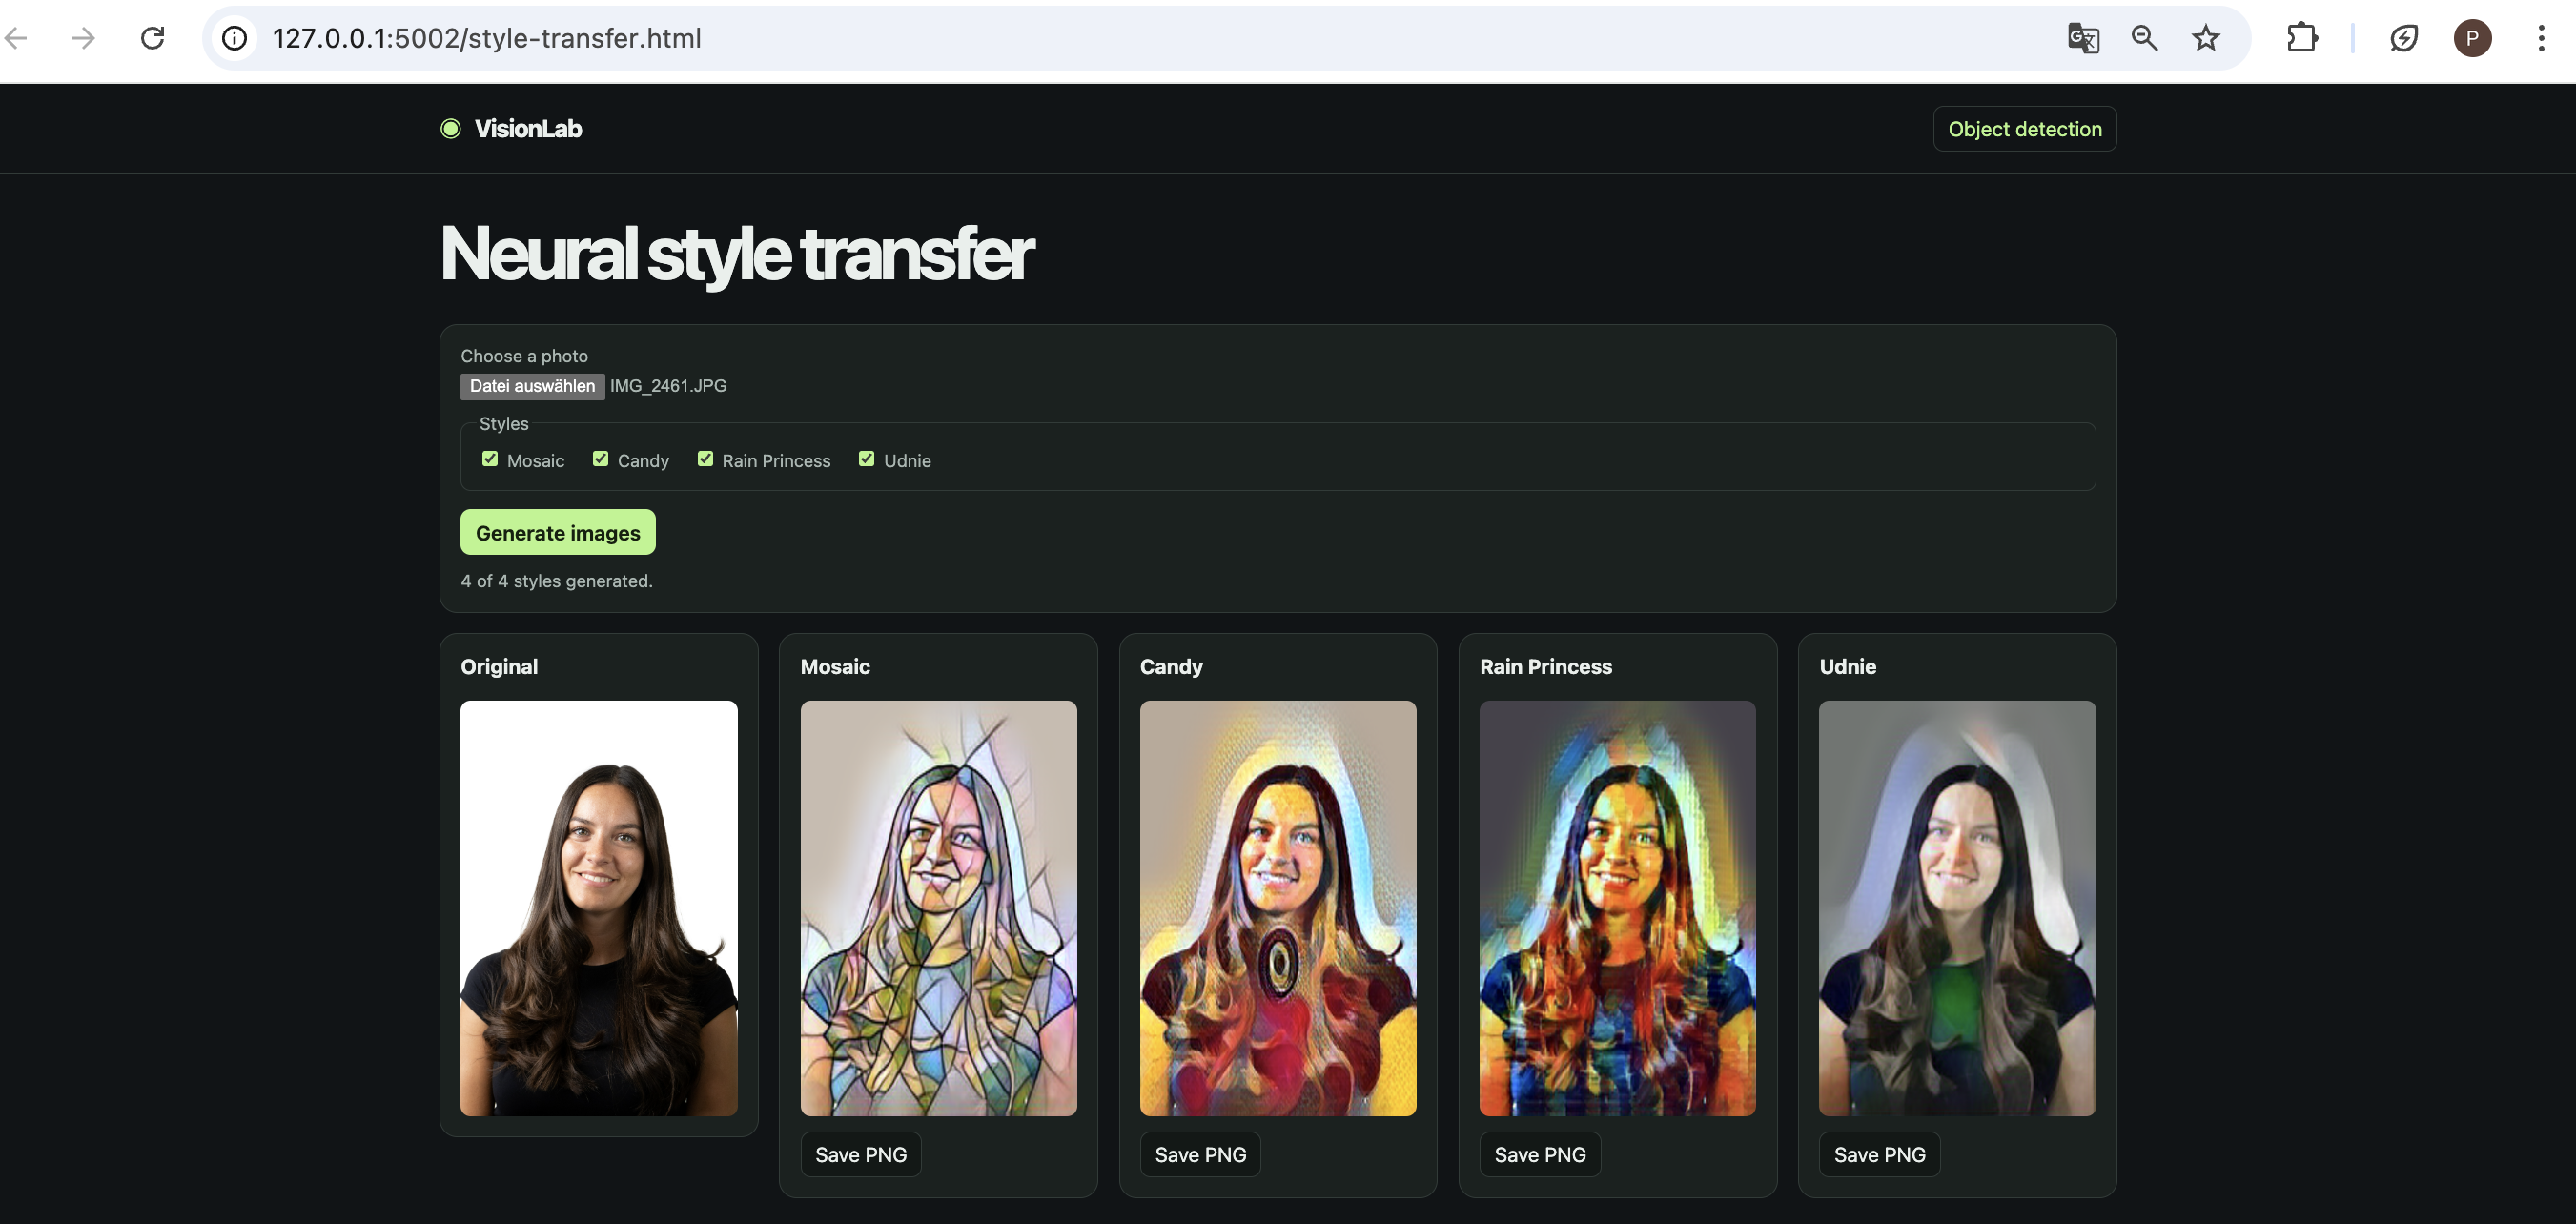 127.0.0.1:5002/style-transfer.html
P
VisionLab
Object detection
Neural style transfer
Choose a photo
Datei auswählen IMG_2461.JPG
Styles
Mosaic Candy Rain Princess Udnie
Generate images
4 of 4 styles generated.
Original Mosaic Candy Rain Princess Udnie
Save PNG Save PNG Save PNG Save PNG